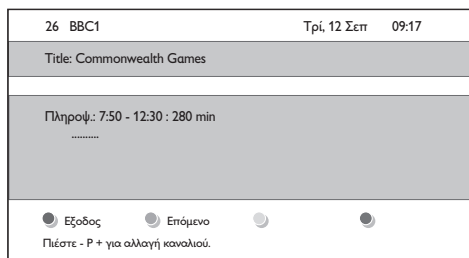 26 BBC1 Τρί, 12 Σεπ 09:17
Title: Commonwealth Games
Πληροψ.: 7:50 - 12:30 : 280 min
..........
Εξοδος Επόμενο
Πιέστε - P + για αλλαγή καναλιού.